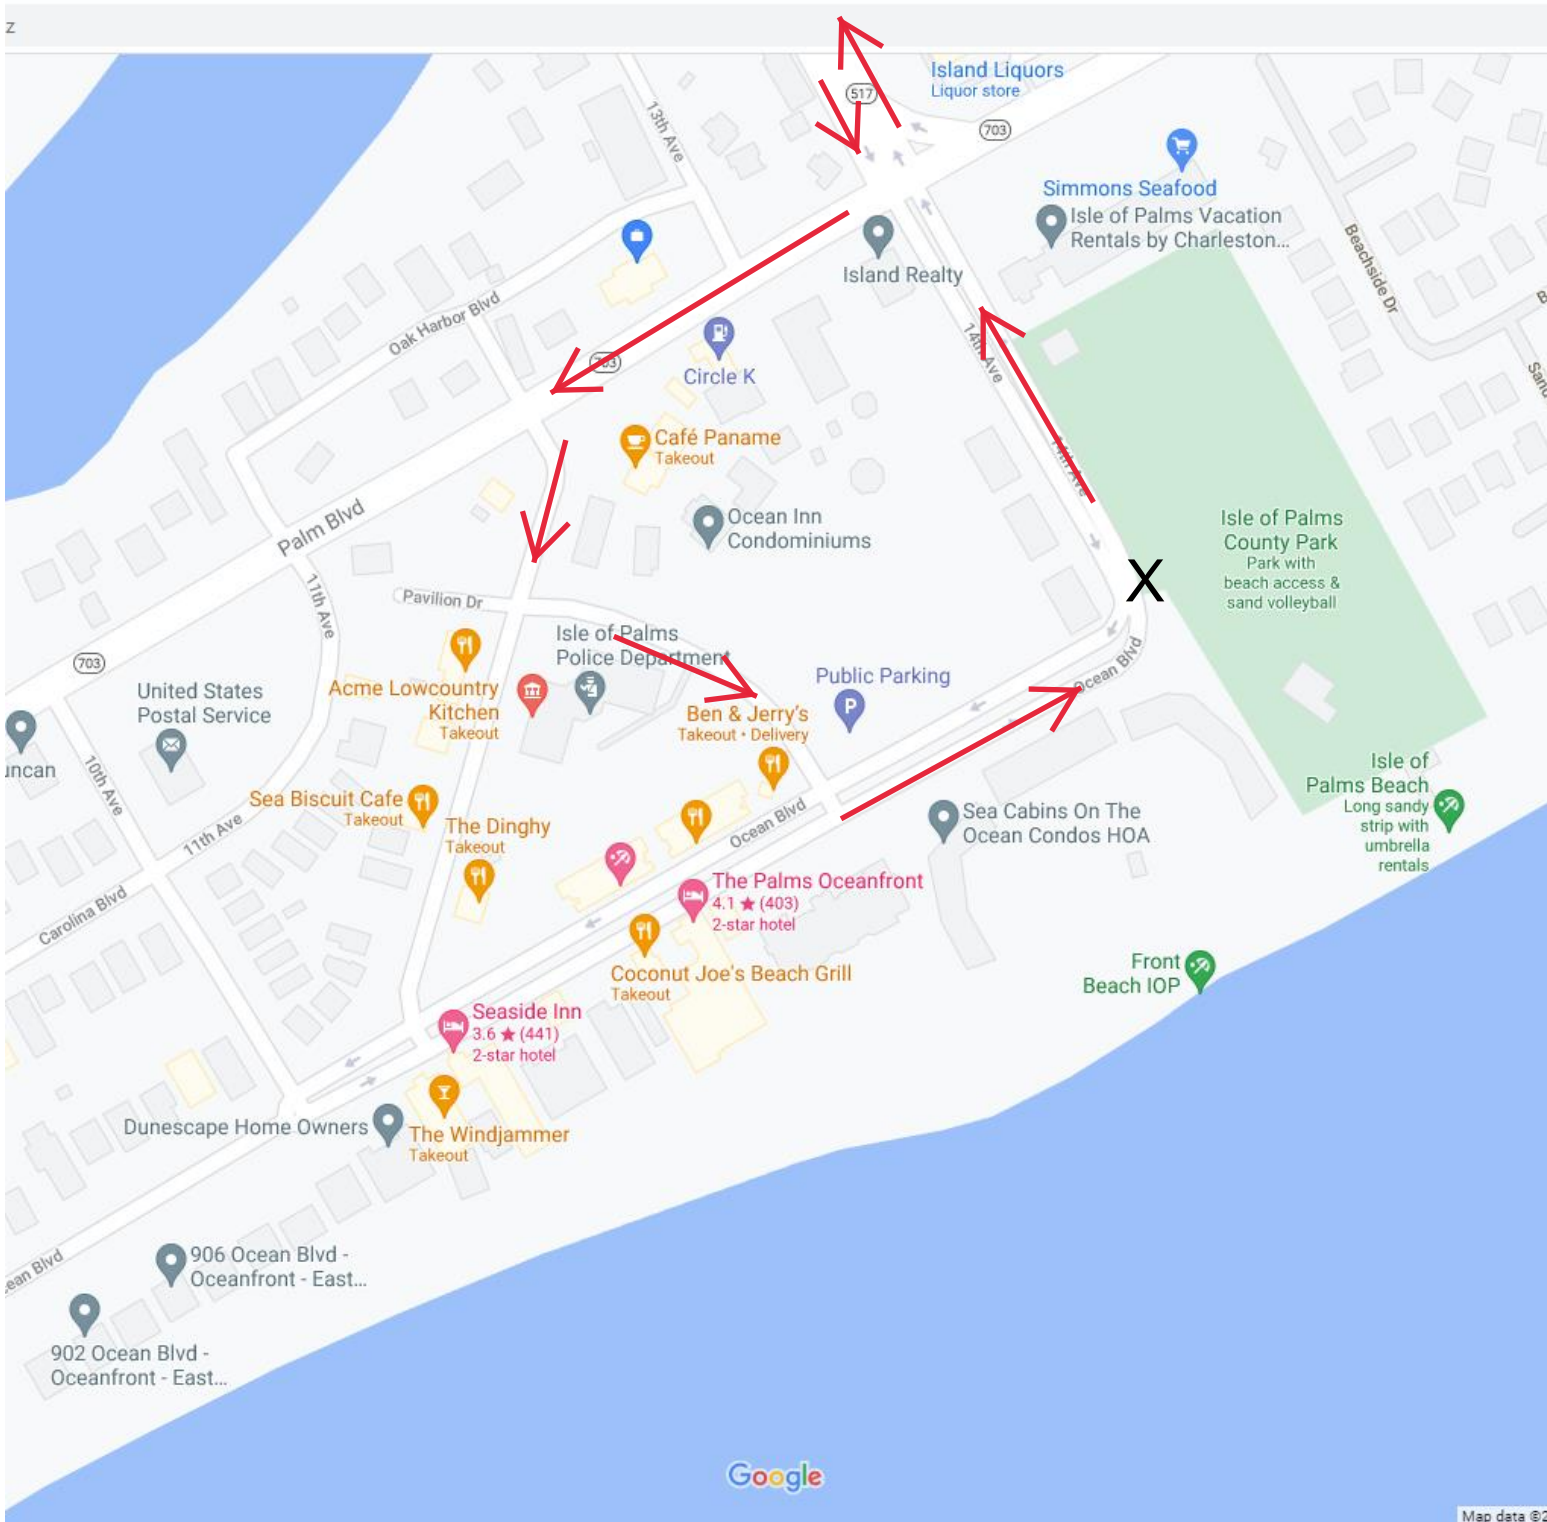 z
Island Liquors
Liquor store
517
703
13th Ave
Simmons Seafood
Isle of Palms Vacation
Rentals by Charleston...
Beachside Dr
Island Realty
Oak Harbor Blvd
703
Circle K
14th Ave
Café Paname
Takeout
14th Ave
Palm Blvd
Ocean Inn
Condominiums
Isle of Palms
County Park
Park with
beach access &
sand volleyball
X
11th Ave
Pavilion Dr
Isle of Palms
Police Department
703
Ocean Blvd
Public Parking
P
United States
Postal Service
Acme Lowcountry
Kitchen
Takeout
Ben & Jerry's
Takeout • Delivery
uncan
10th Ave
Isle of
Palms Beach
Long sandy
strip with
umbrella
rentals
Sea Biscuit Cafe
Takeout
11th Ave
The Dinghy
Takeout
Ocean Blvd
Sea Cabins On The
Ocean Condos HOA
The Palms Oceanfront
4.1 ★ (403)
2-star hotel
Carolina Blvd
Coconut Joe's Beach Grill
Takeout
Front
Beach IOP
Seaside Inn
3.6 ★ (441)
2-star hotel
Dunescape Home Owners
The Windjammer
Takeout
906 Ocean Blvd -
Oceanfront - East...
ean Blvd
902 Ocean Blvd -
Oceanfront - East...
Google
Map data ©2